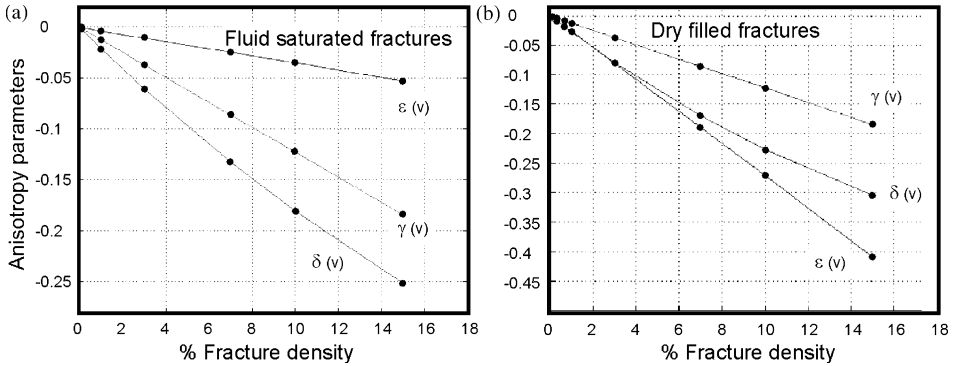 (a)
Fluid saturated fractures
Anisotropy parameters
0
-0.05
-0.1
-0.15
-0.2
-0.25
ε (v)
γ (v)
δ (v)
0 2 4 6 8 10 12 14 16 18
% Fracture density
(b)
Dry filled fractures
0
-0.05
-0.1
-0.15
-0.2
-0.25
-0.3
-0.35
-0.4
-0.45
γ (v)
δ (v)
ε (v)
0 2 4 6 8 10 12 14 16 18
% Fracture density